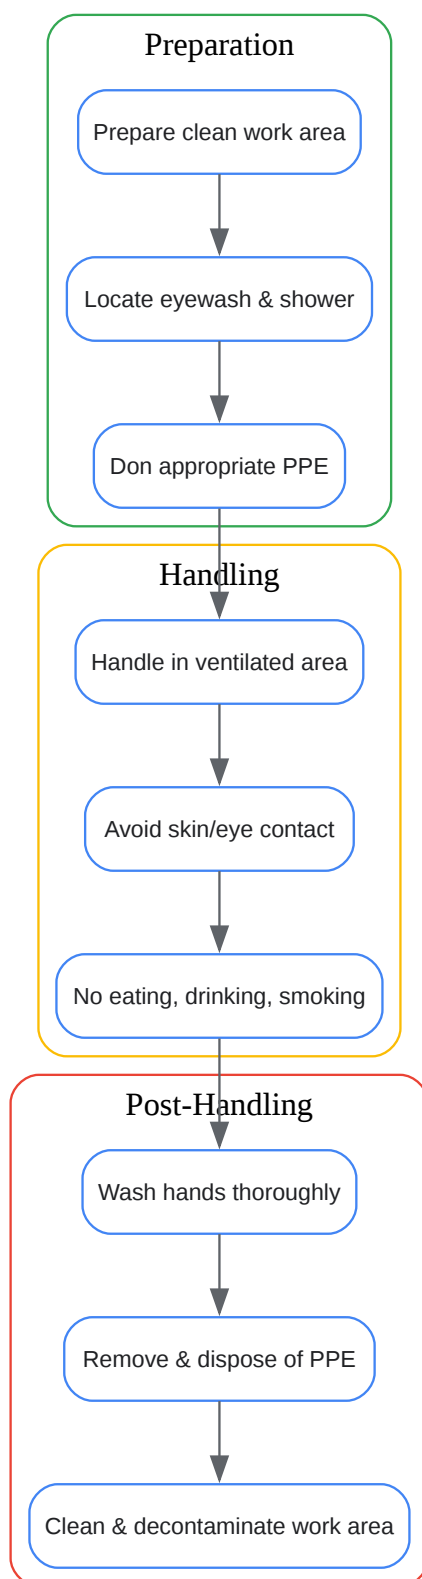 Preparation
Prepare clean work area
Locate eyewash & shower
Don appropriate PPE
Handling
Handle in ventilated area
Avoid skin/eye contact
No eating, drinking, smoking
Post-Handling
Wash hands thoroughly
Remove & dispose of PPE
Clean & decontaminate work area